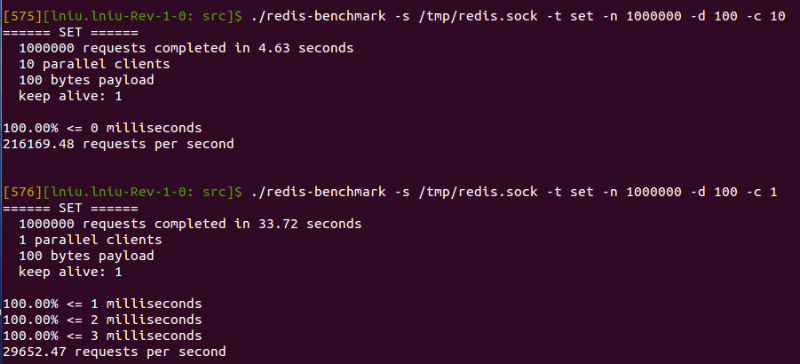 [575][lniu.lniu-Rev-1-0: src]$ ./redis-benchmark -s /tmp/redis.sock -t set -n 1000000 -d 100 -c 10
====== SET ======
  1000000 requests completed in 4.63 seconds
  10 parallel clients
  100 bytes payload
  keep alive: 1

100.00% <= 0 milliseconds
216169.48 requests per second

[576][lniu.lniu-Rev-1-0: src]$ ./redis-benchmark -s /tmp/redis.sock -t set -n 1000000 -d 100 -c 1
====== SET ======
  1000000 requests completed in 33.72 seconds
  1 parallel clients
  100 bytes payload
  keep alive: 1

100.00% <= 1 milliseconds
100.00% <= 2 milliseconds
100.00% <= 3 milliseconds
29652.47 requests per second